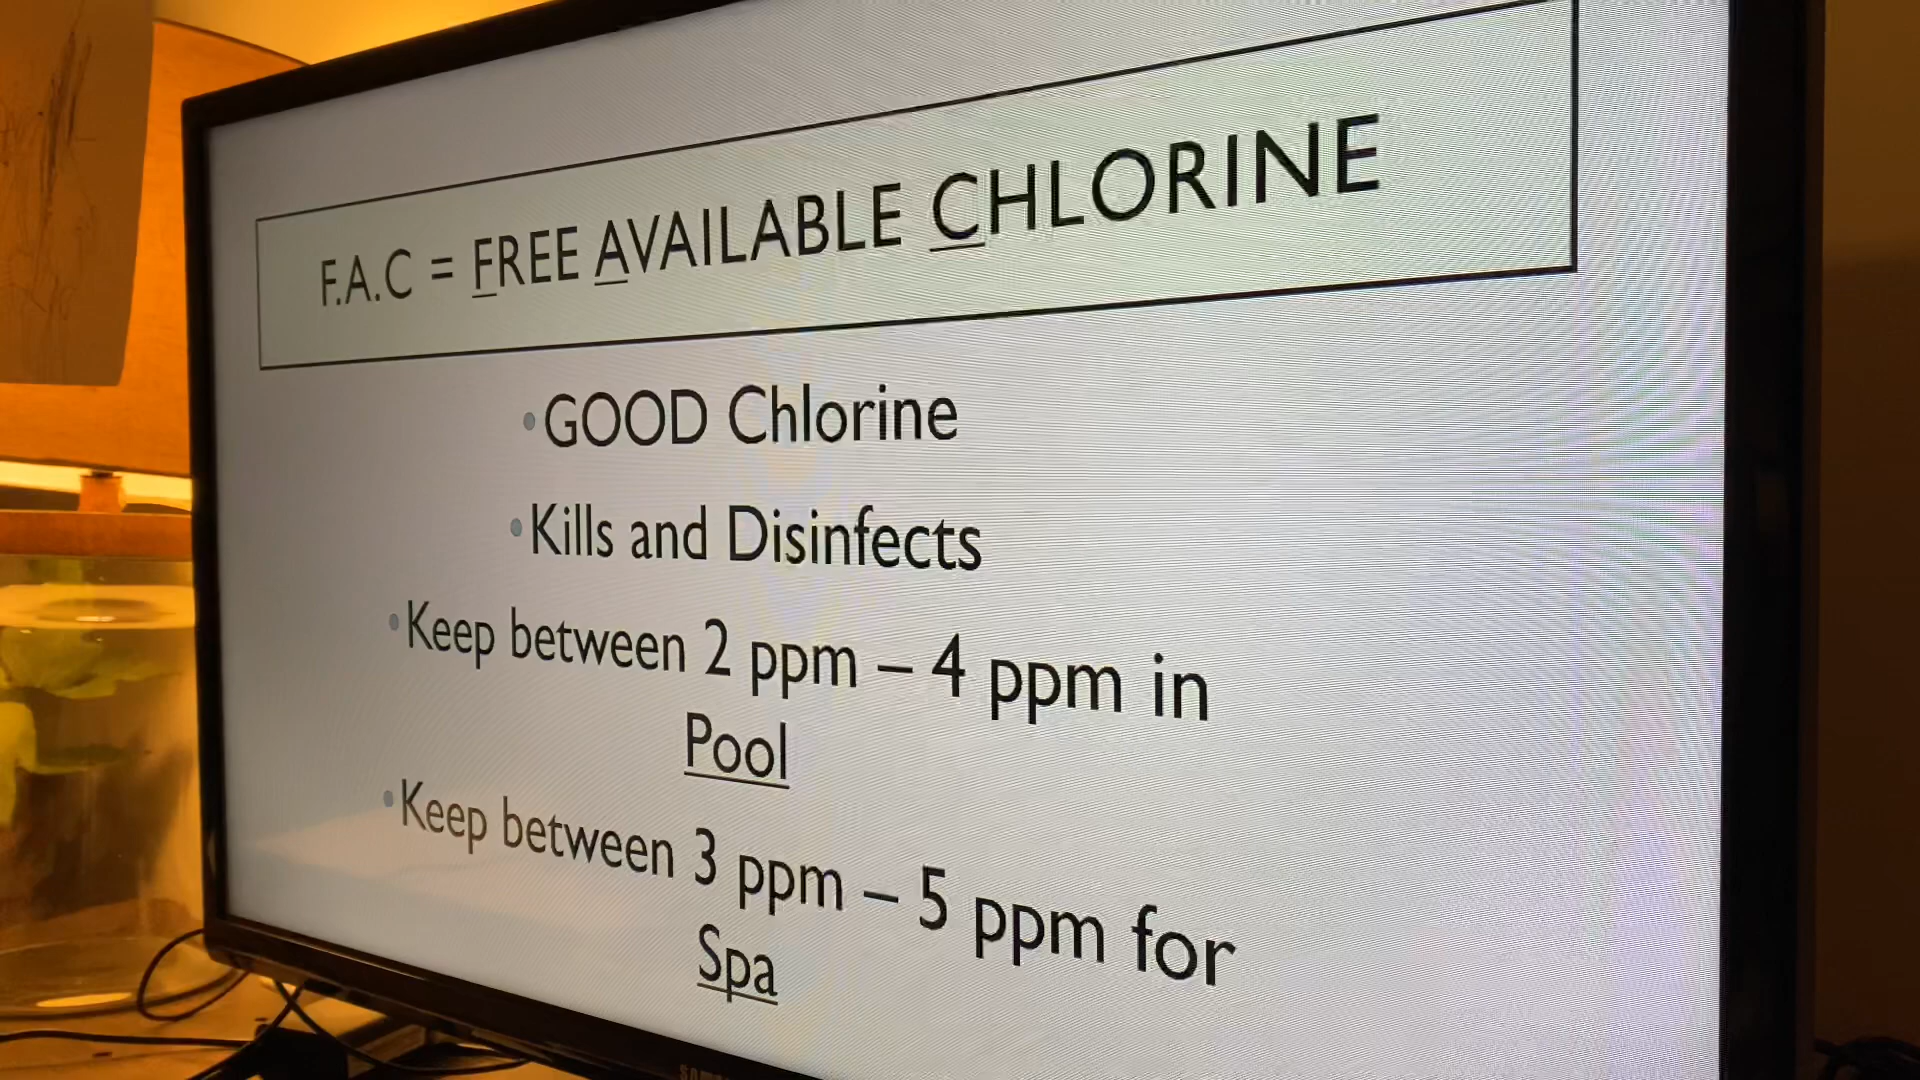 F.A.C = FREE AVAILABLE CHLORINE
•GOOD Chlorine
•Kills and Disinfects
•Keep between 2 ppm – 4 ppm in
Pool
•Keep between 3 ppm – 5 ppm for
Spa